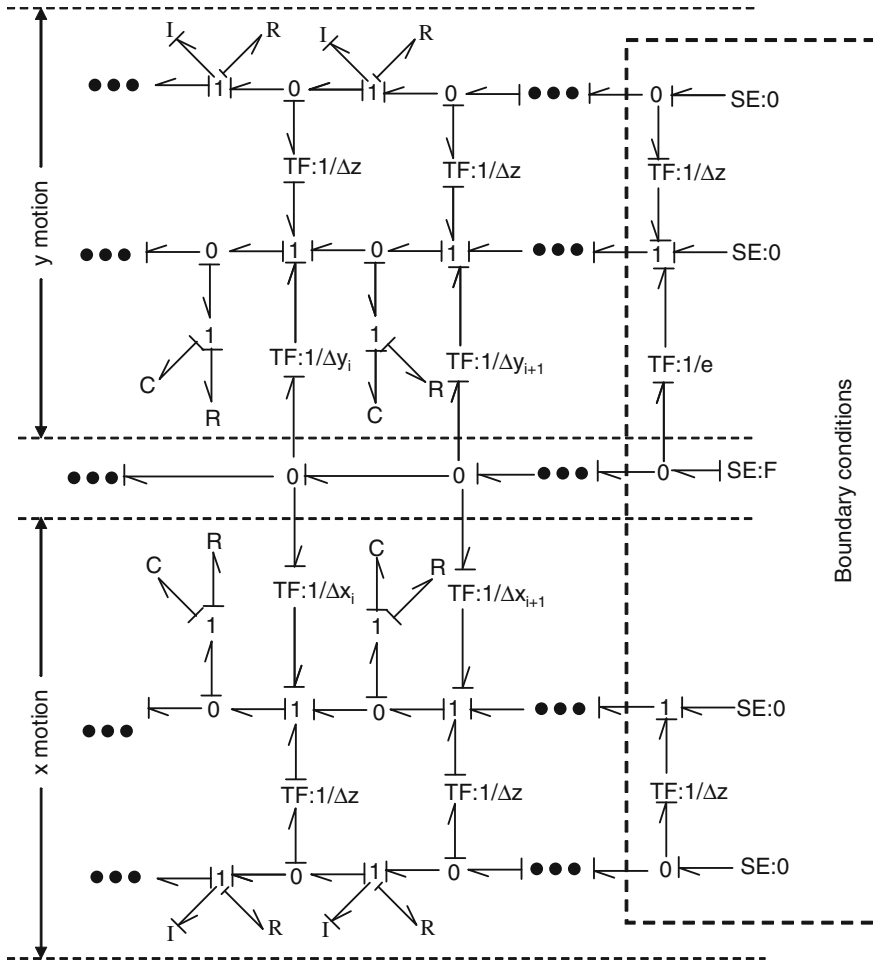 I R I R
1 0 1 0 0 SE:0
TF:1/Δz TF:1/Δz TF:1/Δz
y motion
0 1 0 1 1 SE:0
1 1
TF:1/Δy_i TF:1/Δy_{i+1} TF:1/e
C R C R
Boundary conditions
0 0 0 SE:F
C R C R
TF:1/Δx_i TF:1/Δx_{i+1}
1 1
x motion
0 1 0 1 1 SE:0
TF:1/Δz TF:1/Δz TF:1/Δz
1 0 1 0 0 SE:0
I R I R